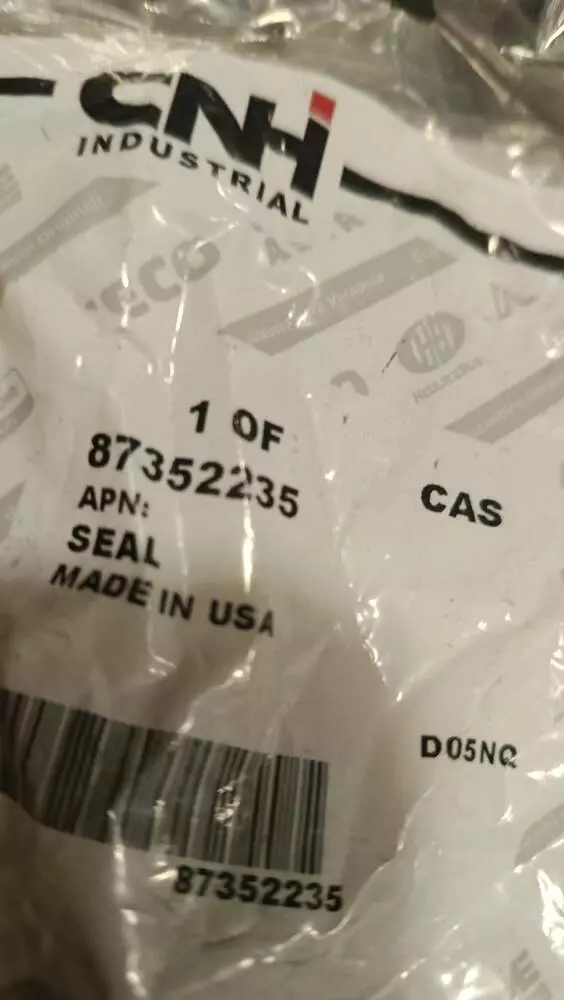 CNH
INDUSTRIAL
1 OF
87352235
CAS
APN:
SEAL
MADE IN USA
D05NQ
87352235